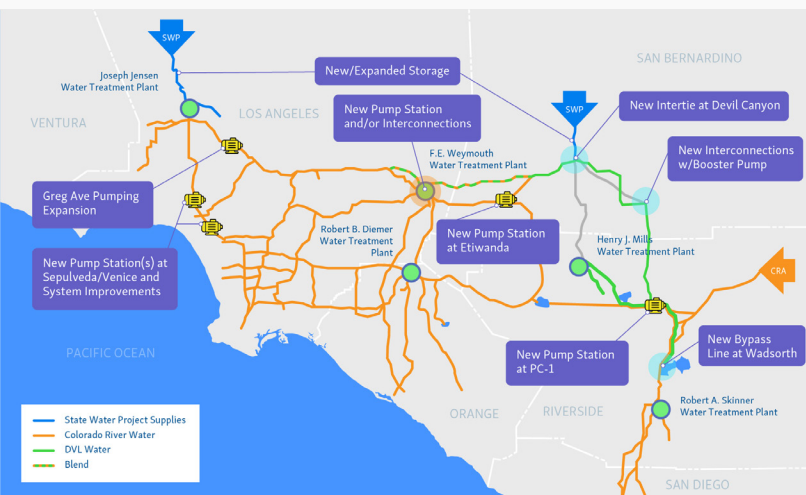 SWP
Joseph Jensen
Water Treatment Plant
New/Expanded Storage
SAN BERNARDINO
VENTURA
LOS ANGELES
New Pump Station
and/or Interconnections
SWP
New Intertie at Devil Canyon
F.E. Weymouth
Water Treatment Plant
New Interconnections
w/Booster Pump
Greg Ave Pumping
Expansion
Robert B. Diemer
Water Treatment
Plant
New Pump Station
at Etiwanda
Henry J. Mills
Water Treatment Plant
New Pump Station(s) at
Sepulveda/Venice and
System Improvements
CRA
PACIFIC OCEAN
New Pump Station
at PC-1
New Bypass
Line at Wadsorth
ORANGE
RIVERSIDE
Robert A. Skinner
Water Treatment Plant
State Water Project Supplies
Colorado River Water
DVL Water
Blend
SAN DIEGO